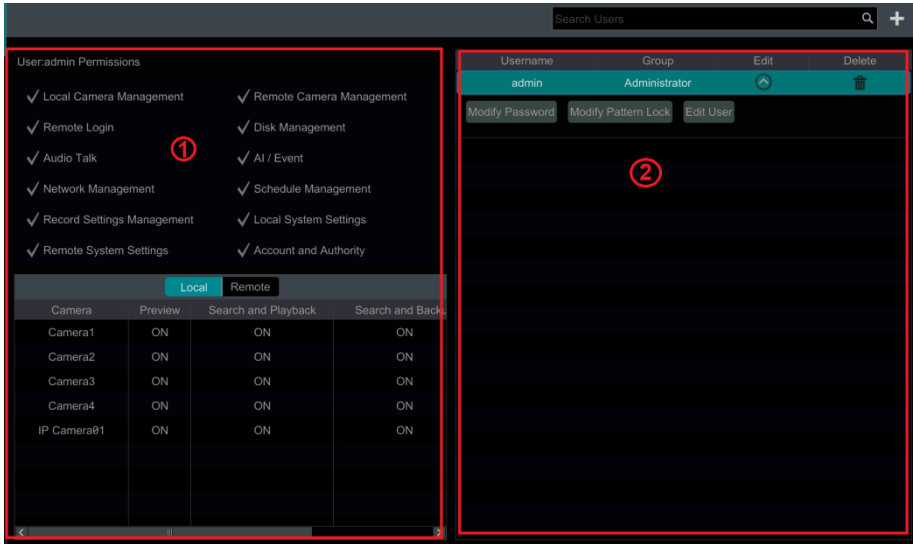 Search Users
User:admin Permissions
Local Camera Management Remote Camera Management
Remote Login Disk Management
Audio Talk AI / Event
Network Management Schedule Management
Record Settings Management Local System Settings
Remote System Settings Account and Authority
①
Local Remote
Camera Preview Search and Playback Search and Backu
Camera1 ON ON ON
Camera2 ON ON ON
Camera3 ON ON ON
Camera4 ON ON ON
IP Camera01 ON ON ON
Username Group Edit Delete
admin Administrator
Modify Password Modify Pattern Lock Edit User
②